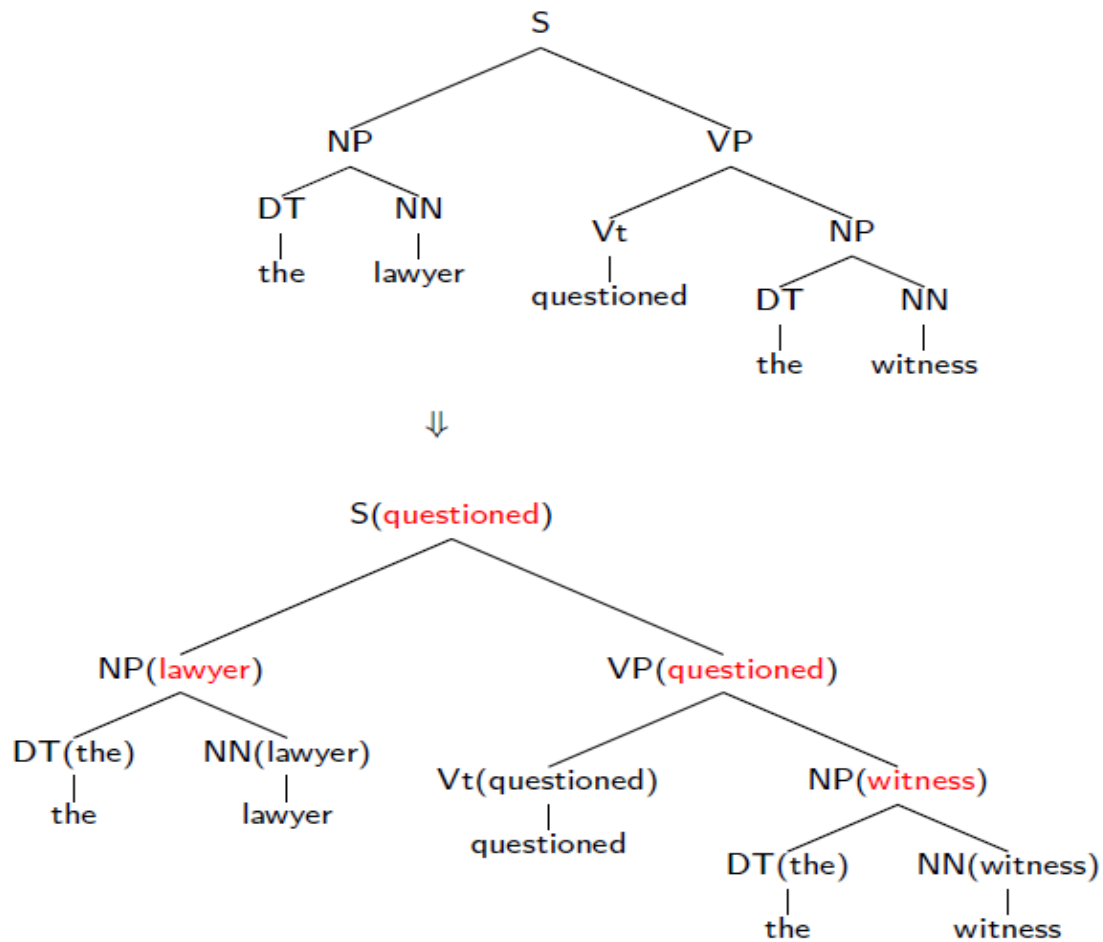 S
NP VP
DT NN Vt NP
the lawyer questioned DT NN
the witness
⇓
S(questioned)
NP(lawyer) VP(questioned)
DT(the) NN(lawyer) Vt(questioned) NP(witness)
the lawyer questioned DT(the) NN(witness)
the witness